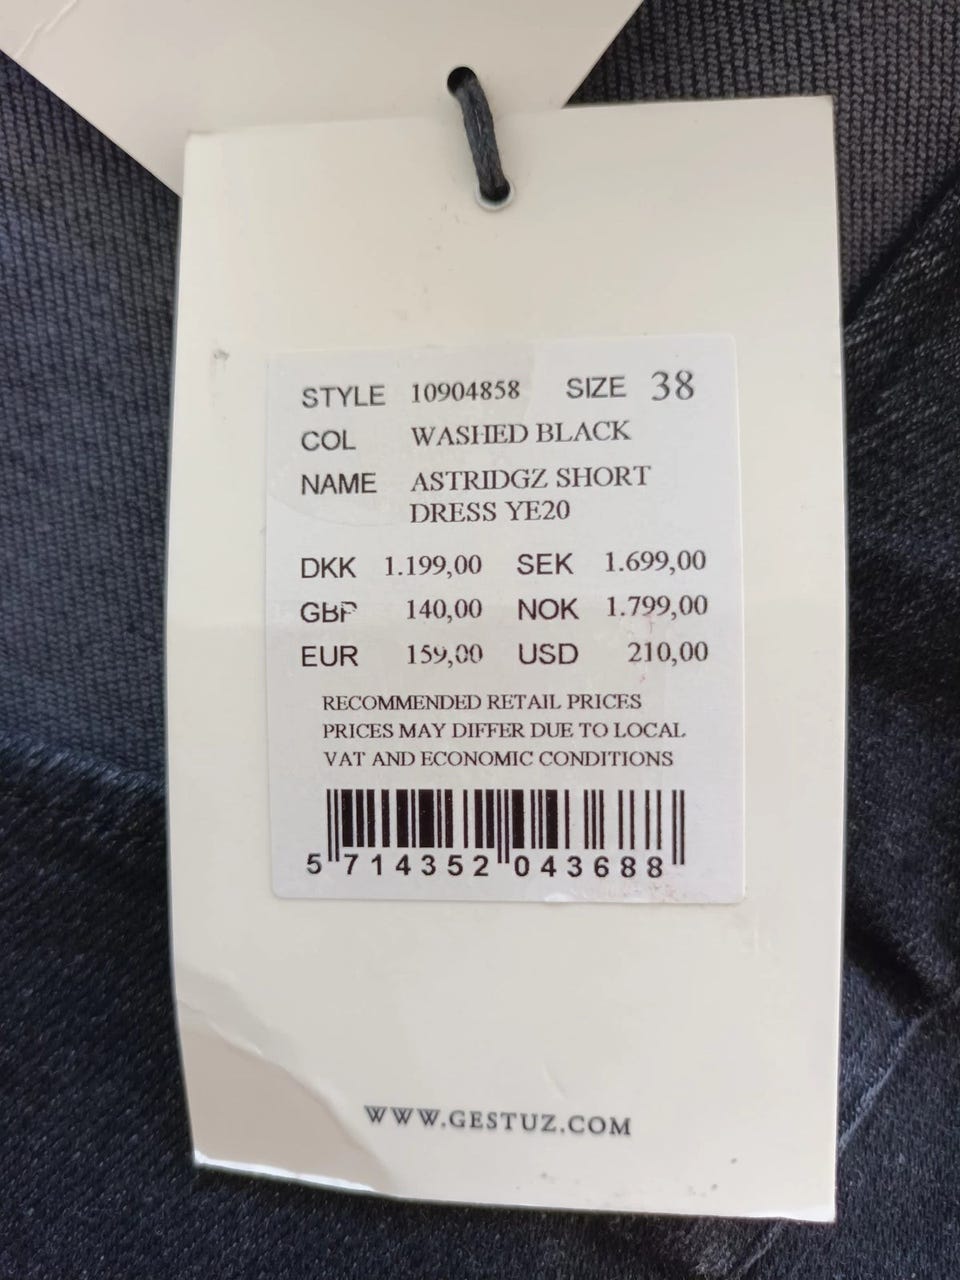 STYLE 10904858 SIZE 38
COL WASHED BLACK
NAME ASTRIDGZ SHORT
DRESS YE20
DKK 1.199,00 SEK 1.699,00
GBP 140,00 NOK 1.799,00
EUR 159,00 USD 210,00
RECOMMENDED RETAIL PRICES
PRICES MAY DIFFER DUE TO LOCAL
VAT AND ECONOMIC CONDITIONS
5 714352 043688
WWW.GESTUZ.COM